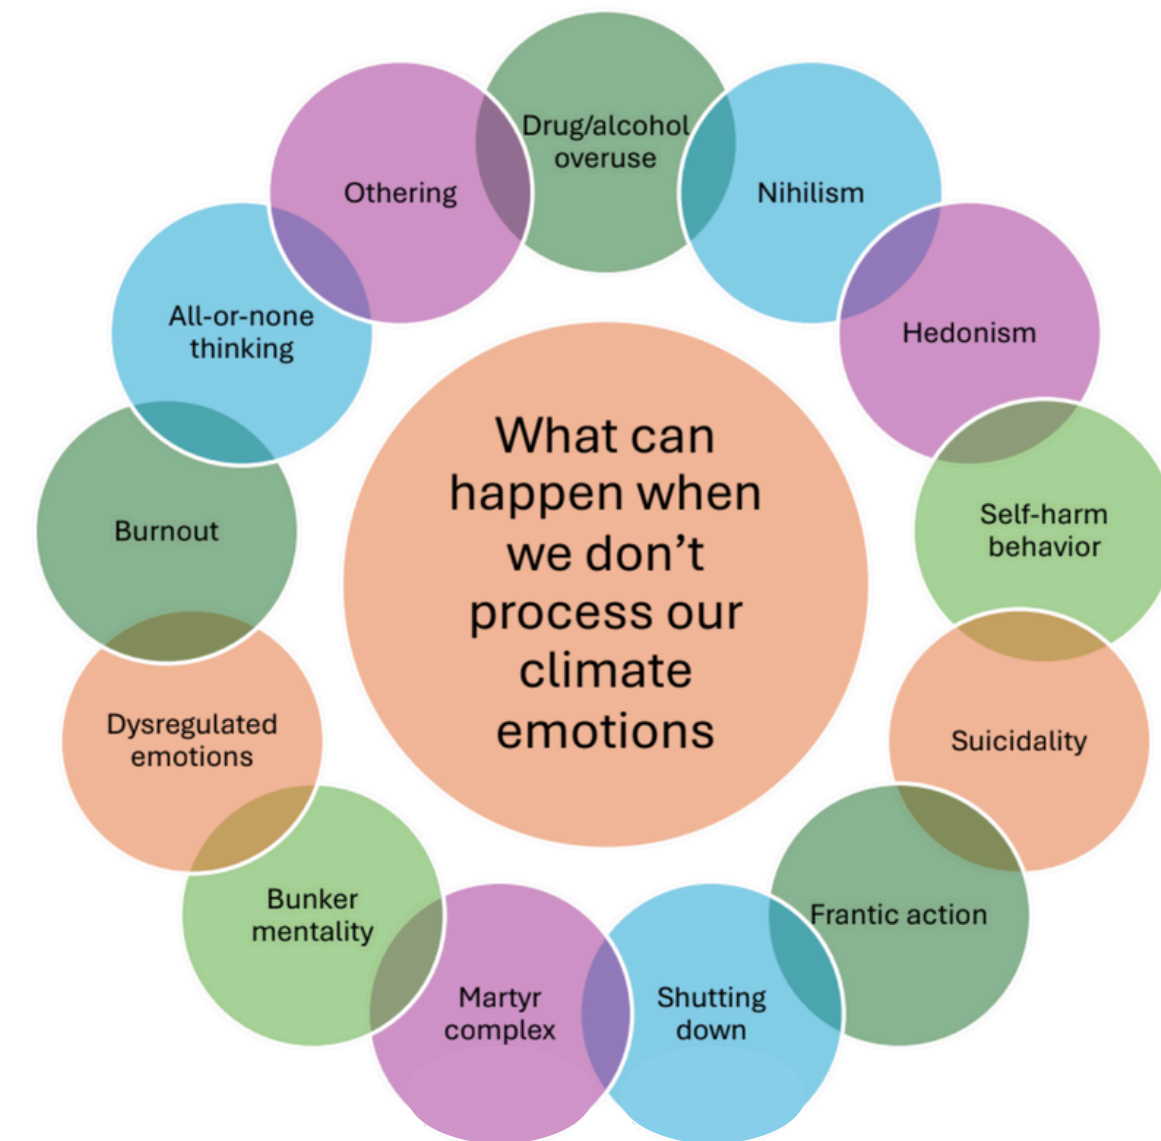 Drug/alcohol
overuse
Nihilism
Hedonism
Self-harm
behavior
Suicidality
Frantic action
Shutting
down
Martyr
complex
Bunker
mentality
Dysregulated
emotions
Burnout
All-or-none
thinking
Othering
What can
happen when
we don’t
process our
climate
emotions